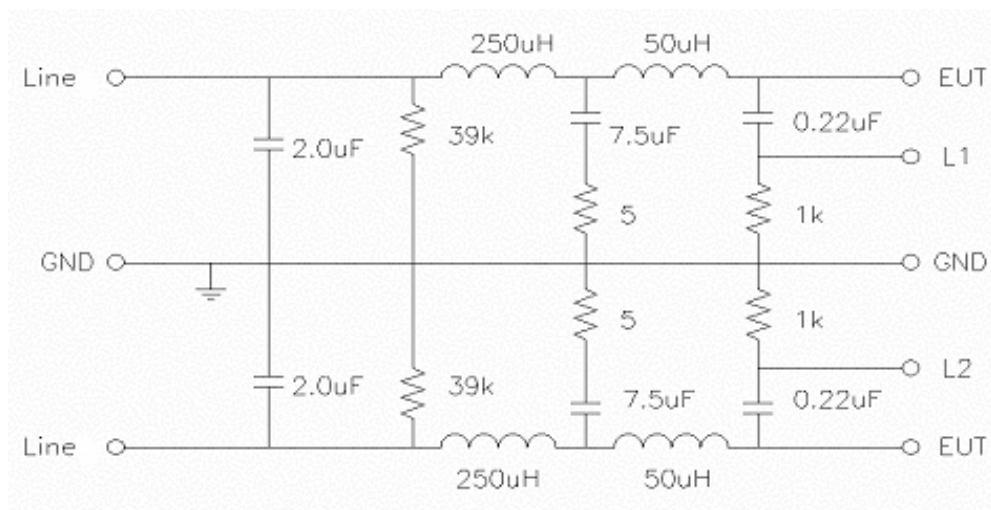 250uH 50uH
Line EUT
2.0uF 39k 7.5uF 0.22uF
L1
5 1k
GND GND
5 1k
L2
2.0uF 39k 7.5uF 0.22uF
Line EUT
250uH 50uH